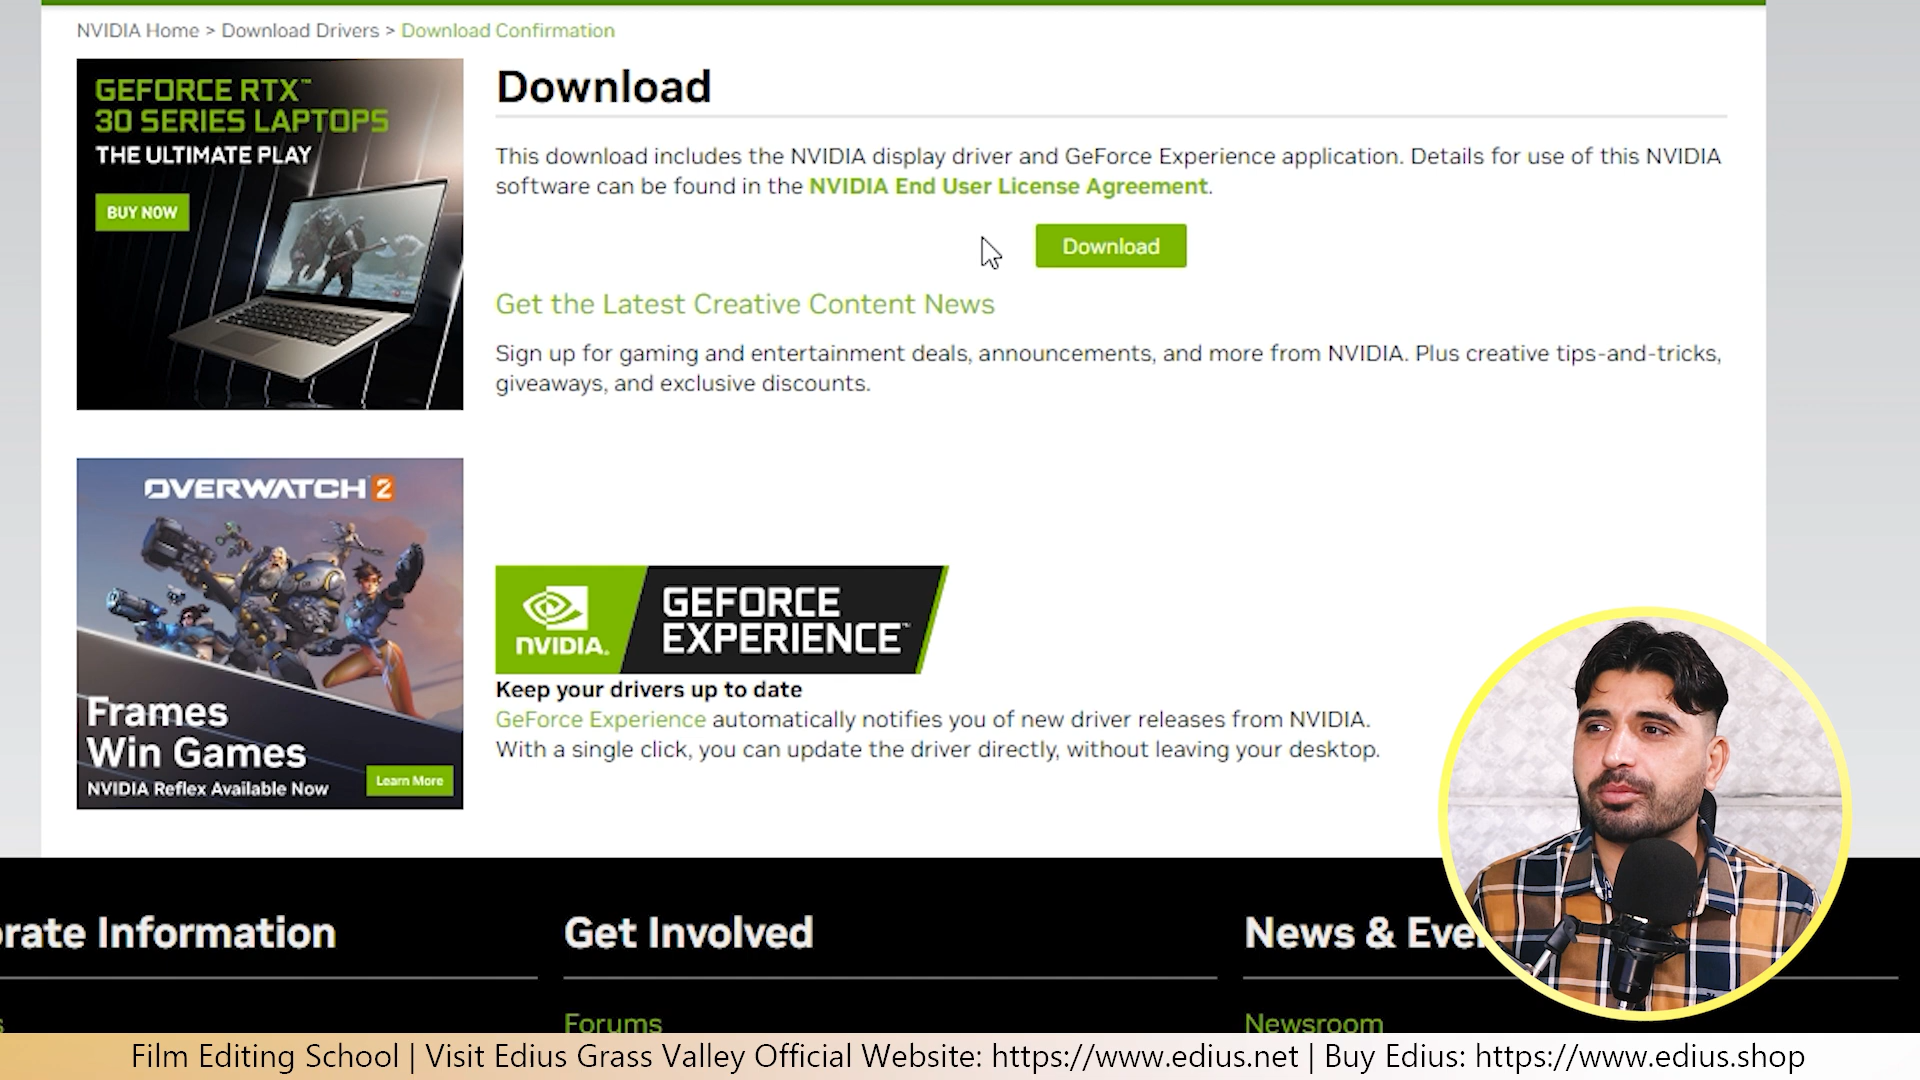 NVIDIA Home > Download Drivers > Download Confirmation
GEFORCE RTX™
30 SERIES LAPTOPS
THE ULTIMATE PLAY
BUY NOW
Download
This download includes the NVIDIA display driver and GeForce Experience application. Details for use of this NVIDIA
software can be found in the NVIDIA End User License Agreement.
Download
Get the Latest Creative Content News
Sign up for gaming and entertainment deals, announcements, and more from NVIDIA. Plus creative tips-and-tricks,
giveaways, and exclusive discounts.
OVERWATCH 2
Frames
Win Games
NVIDIA Reflex Available Now
Learn More
NVIDIA.
GEFORCE
EXPERIENCE™
Keep your drivers up to date
GeForce Experience automatically notifies you of new driver releases from NVIDIA.
With a single click, you can update the driver directly, without leaving your desktop.
rate Information
Get Involved
News & Eve
Forums
Newsroom
Film Editing School | Visit Edius Grass Valley Official Website: https://www.edius.net | Buy Edius: https://www.edius.shop